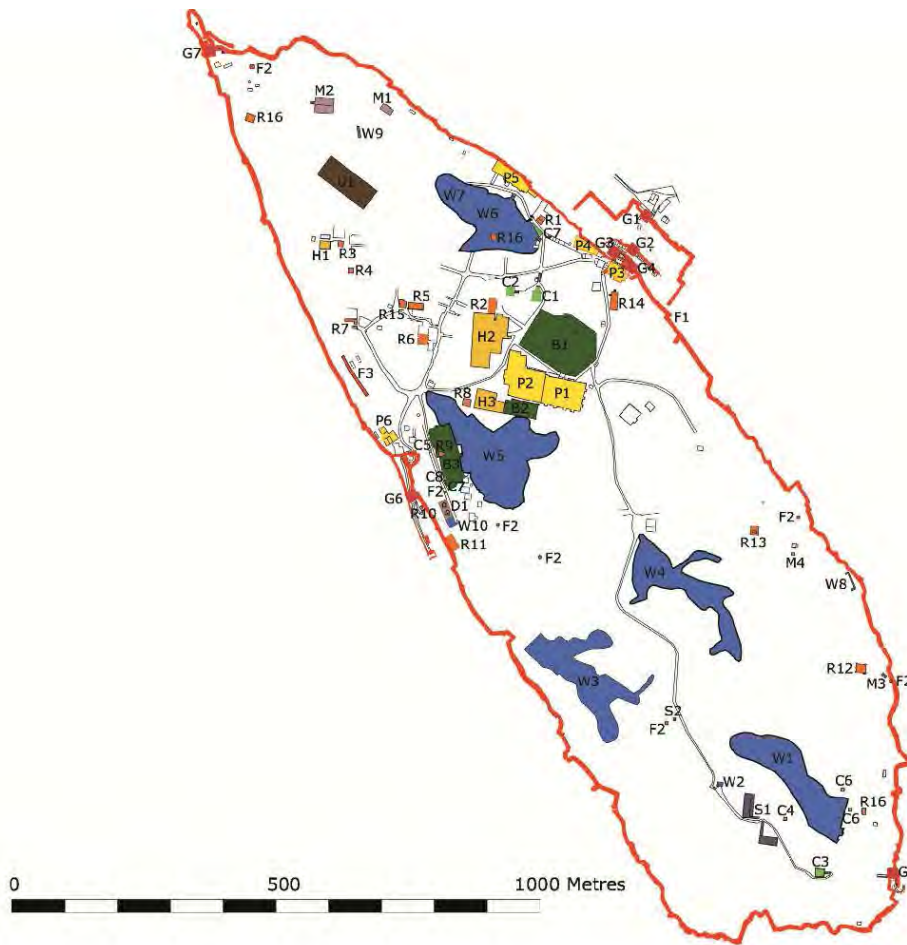 G7
F2
M2
M1
R16
W9
P5
U1
W7
W6
R1
G1
C7
R16
P4
G3
G2
H1
R3
P3
G4
R4
C2
C1
R5
R15
R2
R14
F1
R7
R6
H2
B1
F3
P2
P1
R8
H3
B2
P6
C5
R9
W5
B3
C8
C7
F2
G6
D1
R10
W10
F2
F2
R13
R11
F2
M4
W4
W8
R12
M3
F2
W3
S2
F2
W1
W2
C6
S1
C4
C6
R16
C3
G
0
500
1000 Metres